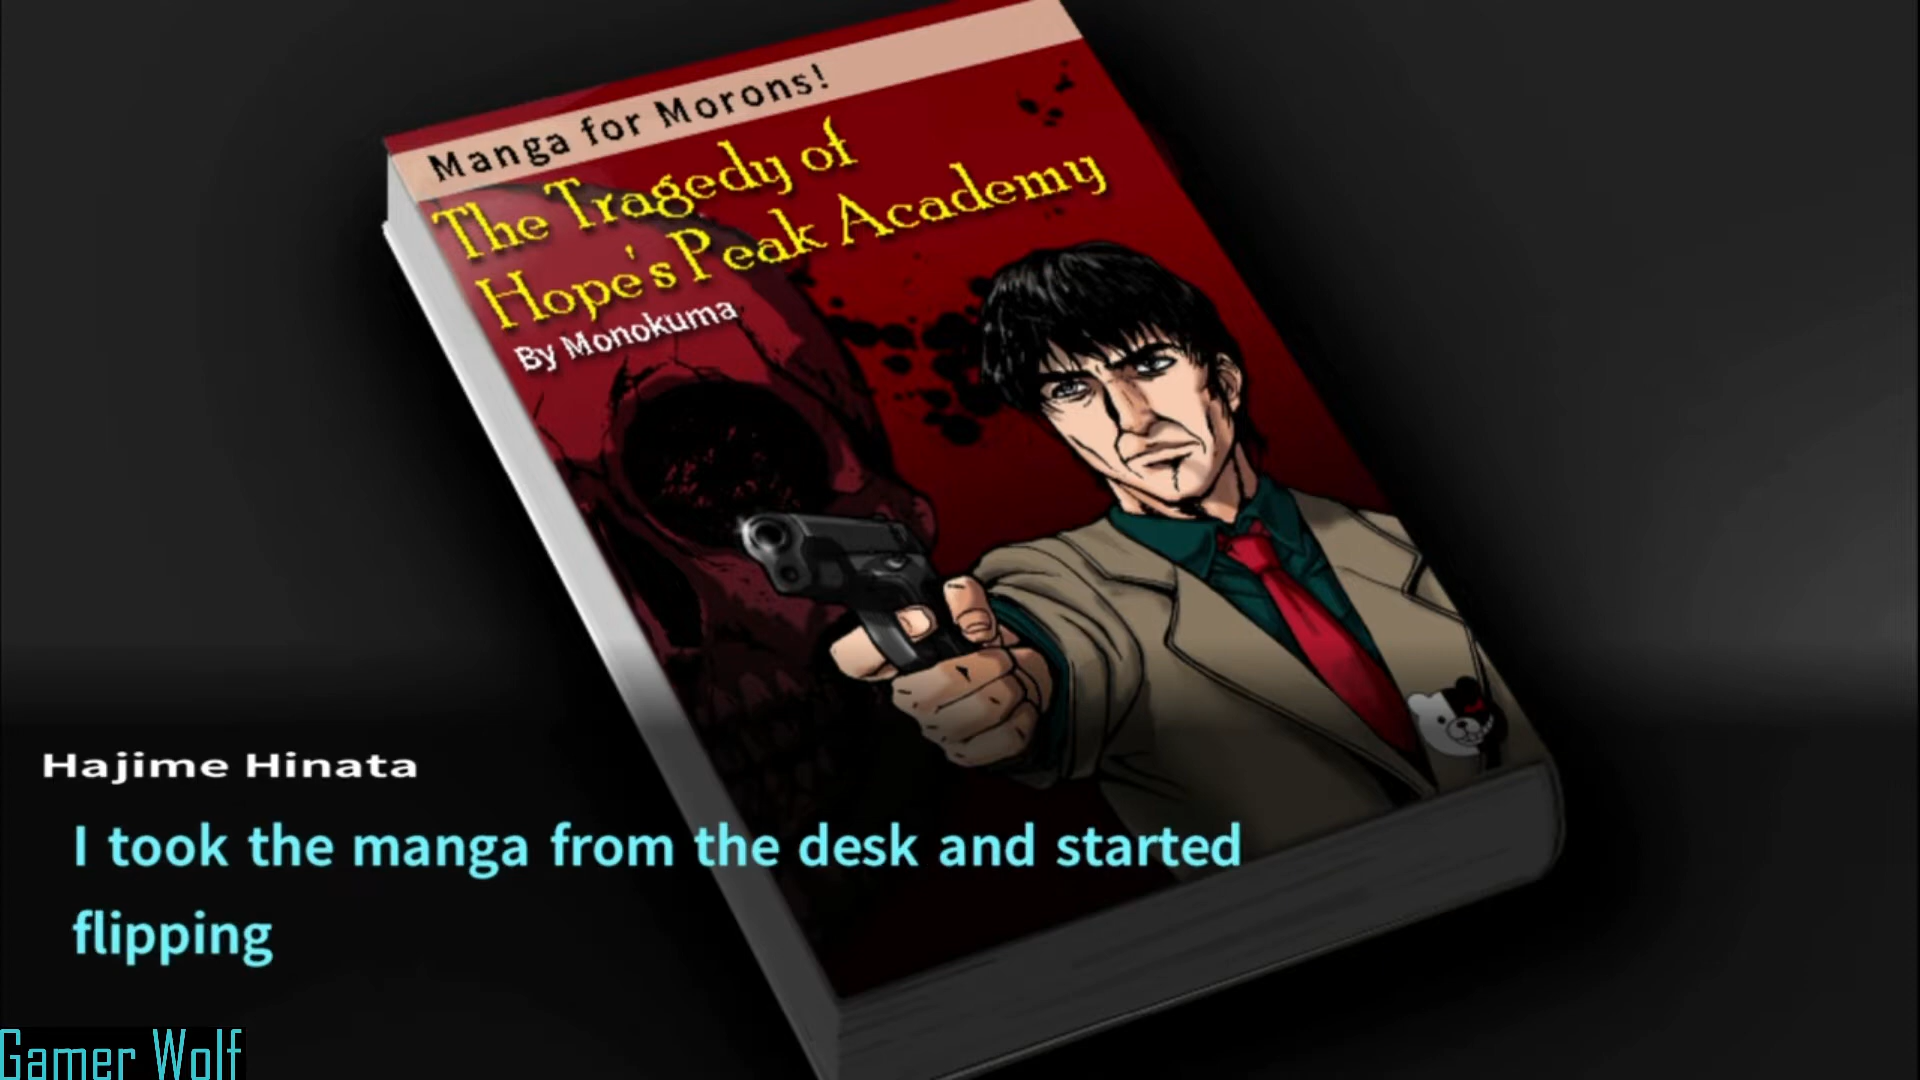 Manga for Morons!
The Tragedy of
Hope's Peak Academy
By Monokuma
Hajime Hinata
I took the manga from the desk and started
flipping
Gamer Wolf